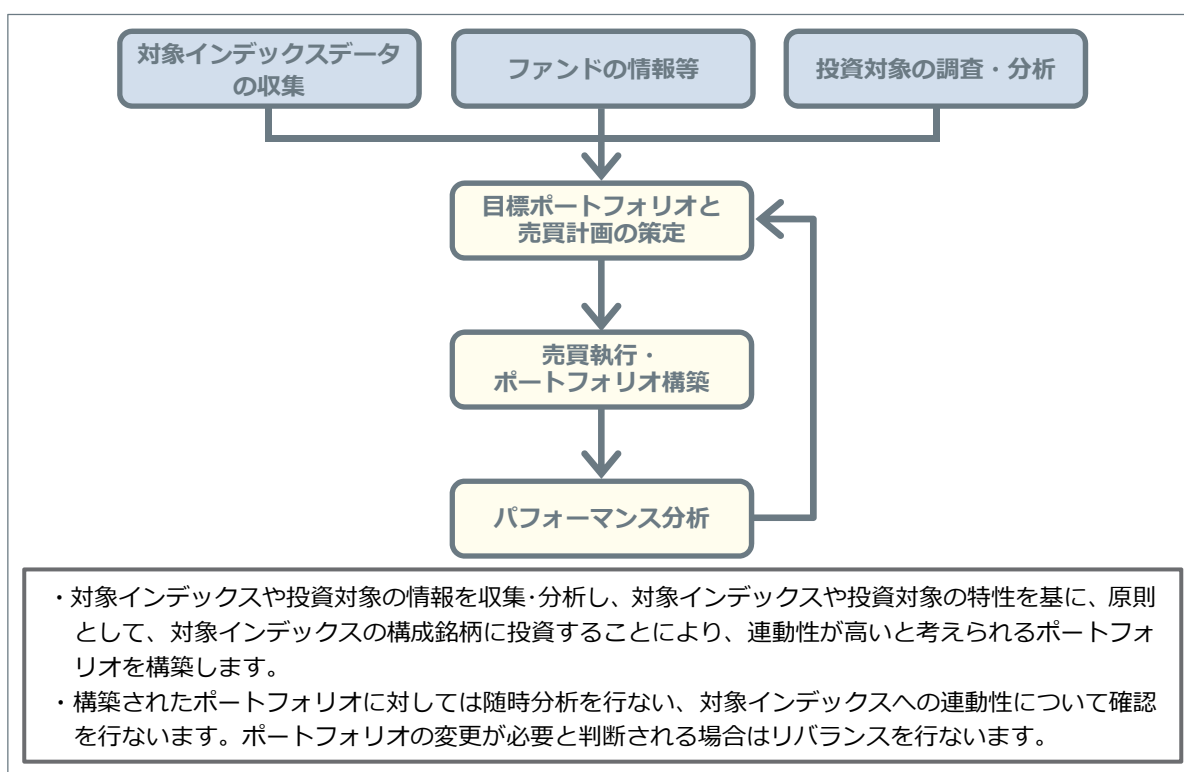 対象インデックスデータ
の収集
ファンドの情報等
投資対象の調査・分析
目標ポートフォリオと
売買計画の策定
売買執行・
ポートフォリオ構築
パフォーマンス分析
・対象インデックスや投資対象の情報を収集・分析し、対象インデックスや投資対象の特性を基に、原則
として、対象インデックスの構成銘柄に投資することにより、連動性が高いと考えられるポートフォ
リオを構築します。
・構築されたポートフォリオに対しては随時分析を行ない、対象インデックスへの連動性について確認
を行ないます。ポートフォリオの変更が必要と判断される場合はリバランスを行ないます。